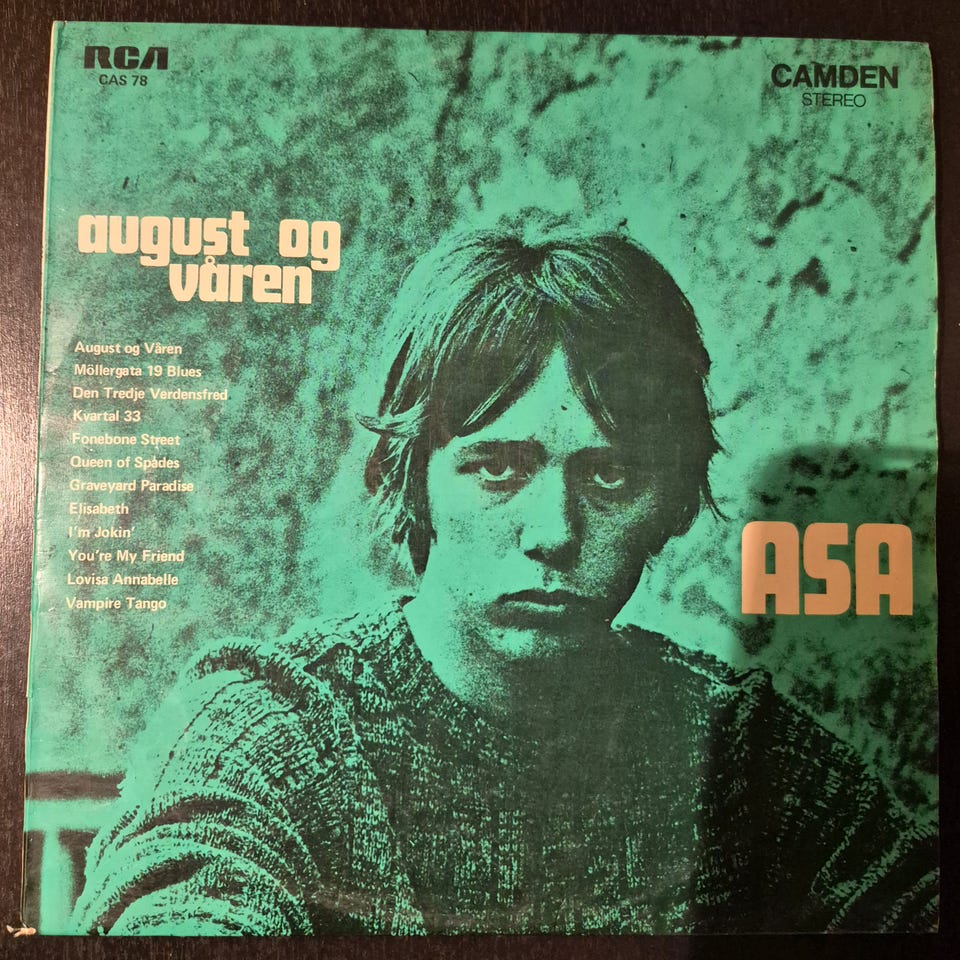 RCA
CAS 78
CAMDEN
STEREO
august og
våren
August og Våren
Möllergata 19 Blues
Den Tredje Verdensfred
Kvartal 33
Fonebone Street
Queen of Spades
Graveyard Paradise
Elisabeth
I'm Jokin'
You're My Friend
Lovisa Annabelle
Vampire Tango
ASA